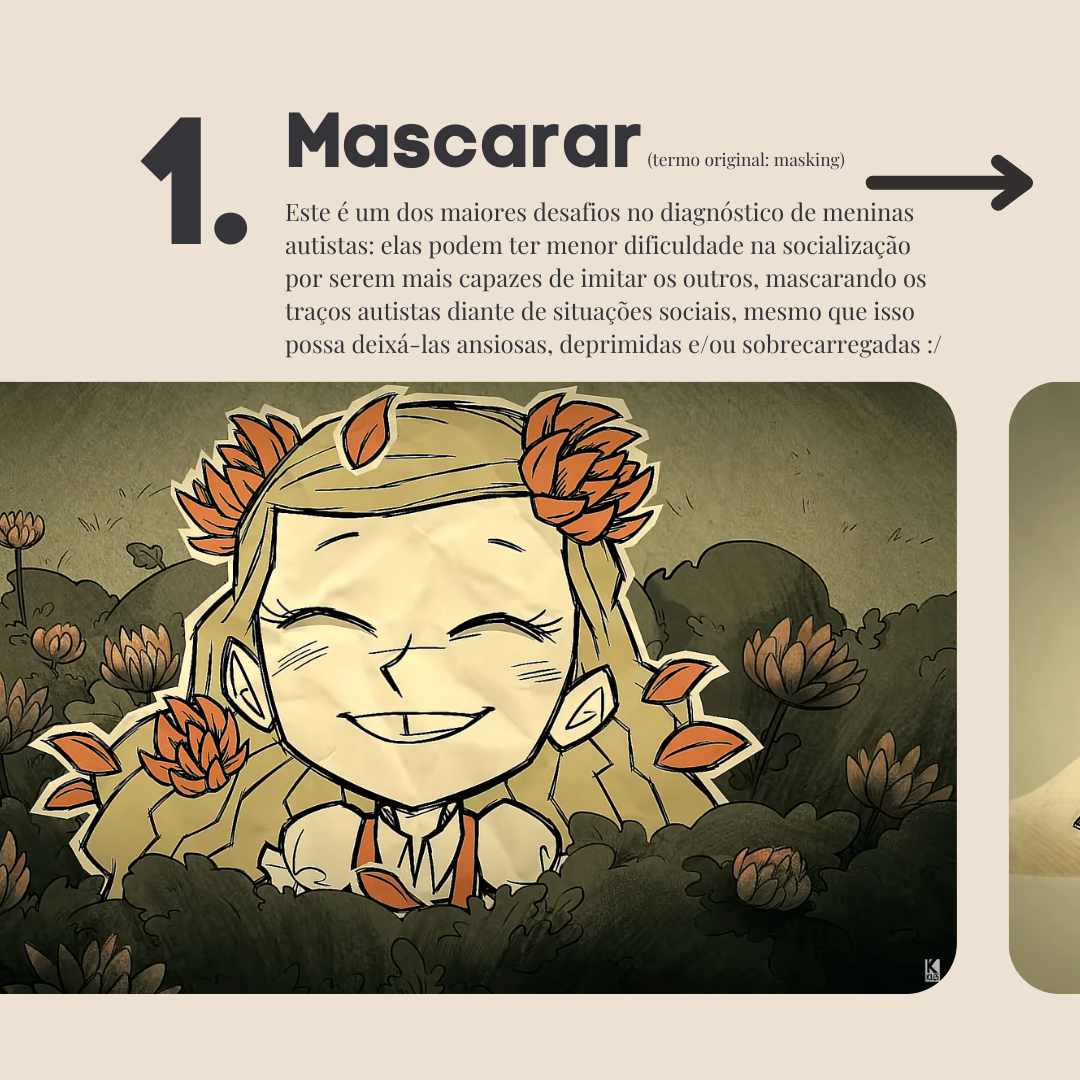 1.
Mascarar (termo original: masking)
Este é um dos maiores desafios no diagnóstico de meninas
autistas: elas podem ter menor dificuldade na socialização
por serem mais capazes de imitar os outros, mascarando os
traços autistas diante de situações sociais, mesmo que isso
possa deixá-las ansiosas, deprimidas e/ou sobrecarregadas :/
K